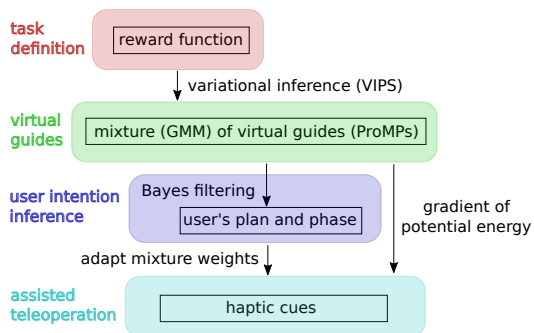 task
definition
reward function
variational inference (VIPS)
virtual
guides
mixture (GMM) of virtual guides (ProMPs)
user intention
inference
Bayes filtering
user's plan and phase
gradient of
potential energy
adapt mixture weights
assisted
teleoperation
haptic cues